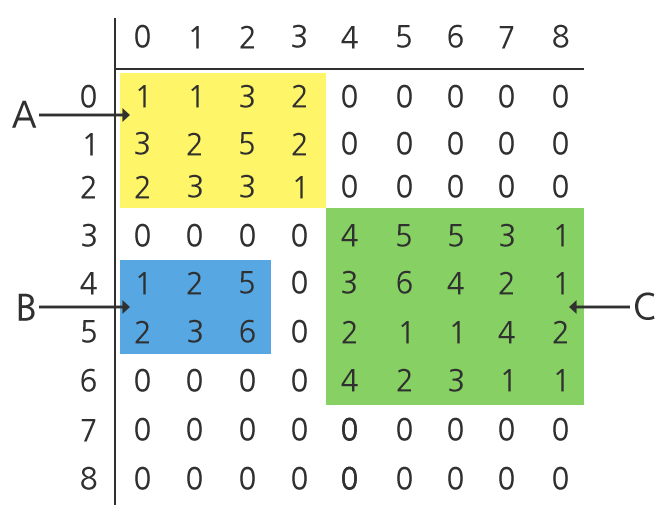 0 1 2 3 4 5 6 7 8
0 1 1 3 2 0 0 0 0 0
A
1 3 2 5 2 0 0 0 0 0
2 2 3 3 1 0 0 0 0 0
3 0 0 0 0 4 5 5 3 1
4 1 2 5 0 3 6 4 2 1
B C
5 2 3 6 0 2 1 1 4 2
6 0 0 0 0 4 2 3 1 1
7 0 0 0 0 0 0 0 0 0
8 0 0 0 0 0 0 0 0 0